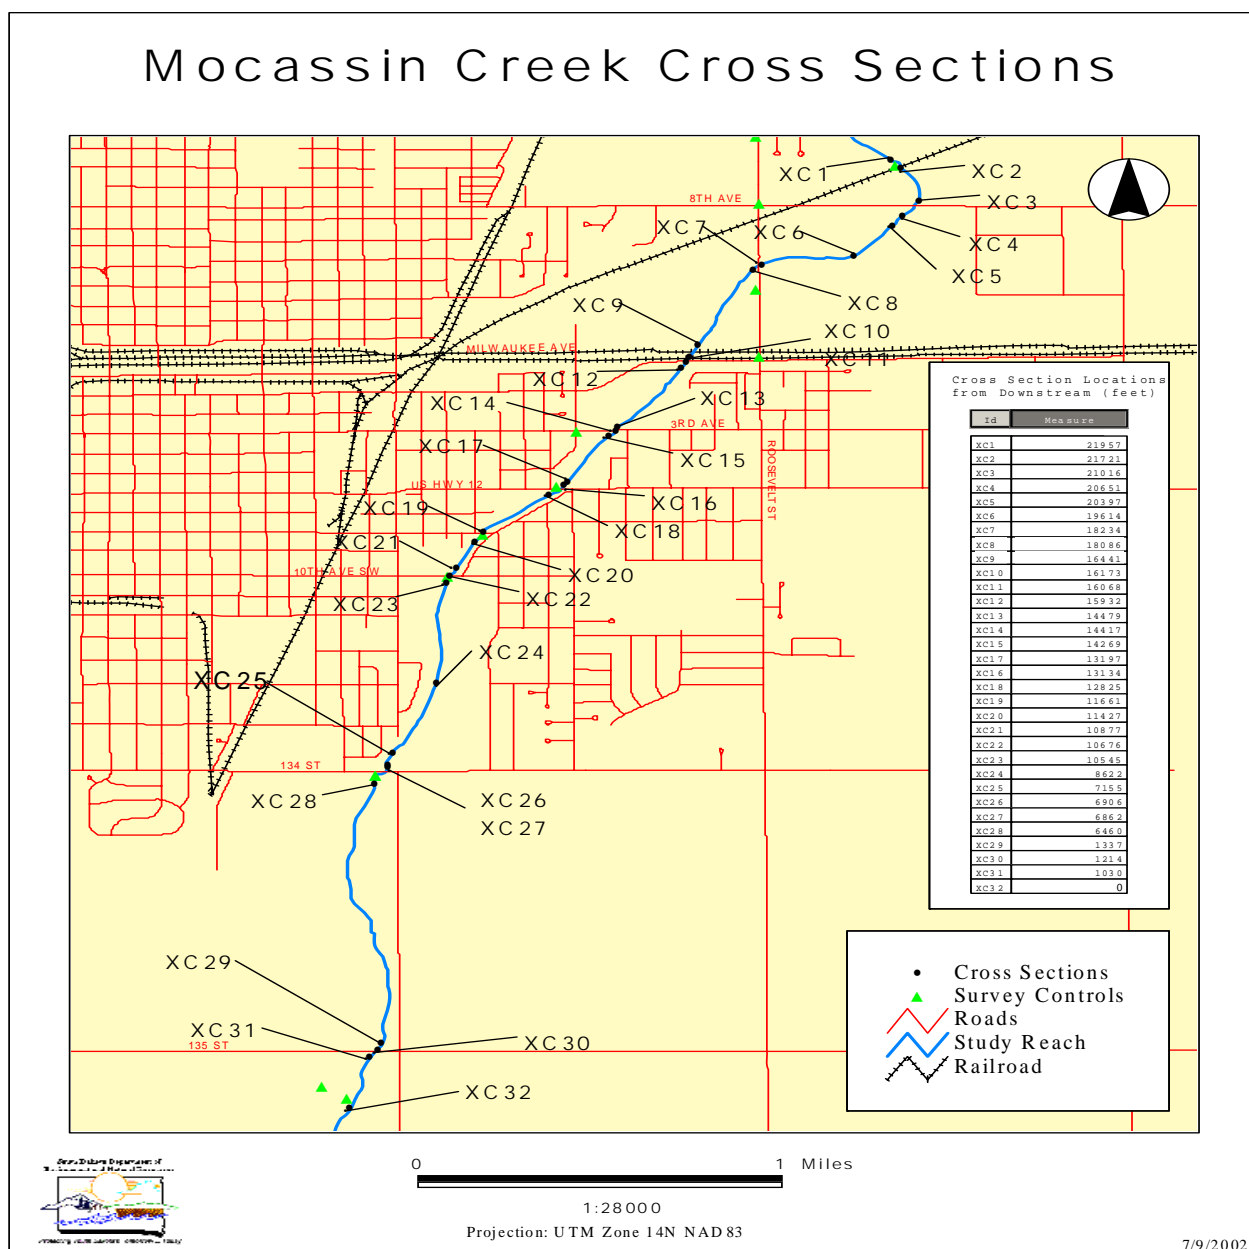 Mocassin Creek Cross Sections
XC1
XC2
8TH AVE
XC3
XC7
XC6
XC4
XC5
XC8
XC9
XC10
MILWAUKEE AVE
XC11
XC12
XC14
XC13
3RD AVE
XC17
XC15
ROOSEVELT ST
US HWY 12
XC16
XC19
XC18
XC21
10TH AVE SW
XC20
XC23
XC22
XC24
XC25
134 ST
XC28
XC26
XC27
XC29
XC31
135 ST
XC30
XC32
Cross Section Locations
from Downstream (feet)
Id Measure
XC1 21957
XC2 21721
XC3 21016
XC4 20651
XC5 20397
XC6 19614
XC7 18234
XC8 18086
XC9 16441
XC10 16173
XC11 16068
XC12 15932
XC13 14479
XC14 14417
XC15 14269
XC17 13197
XC16 13134
XC18 12825
XC19 11661
XC20 11427
XC21 10877
XC22 10676
XC23 10545
XC24 8622
XC25 7155
XC26 6906
XC27 6862
XC28 6460
XC29 1337
XC30 1214
XC31 1030
XC32 0
Cross Sections
Survey Controls
Roads
Study Reach
Railroad
0 1 Miles
1:28000
Projection: UTM Zone 14N NAD 83
7/9/2002